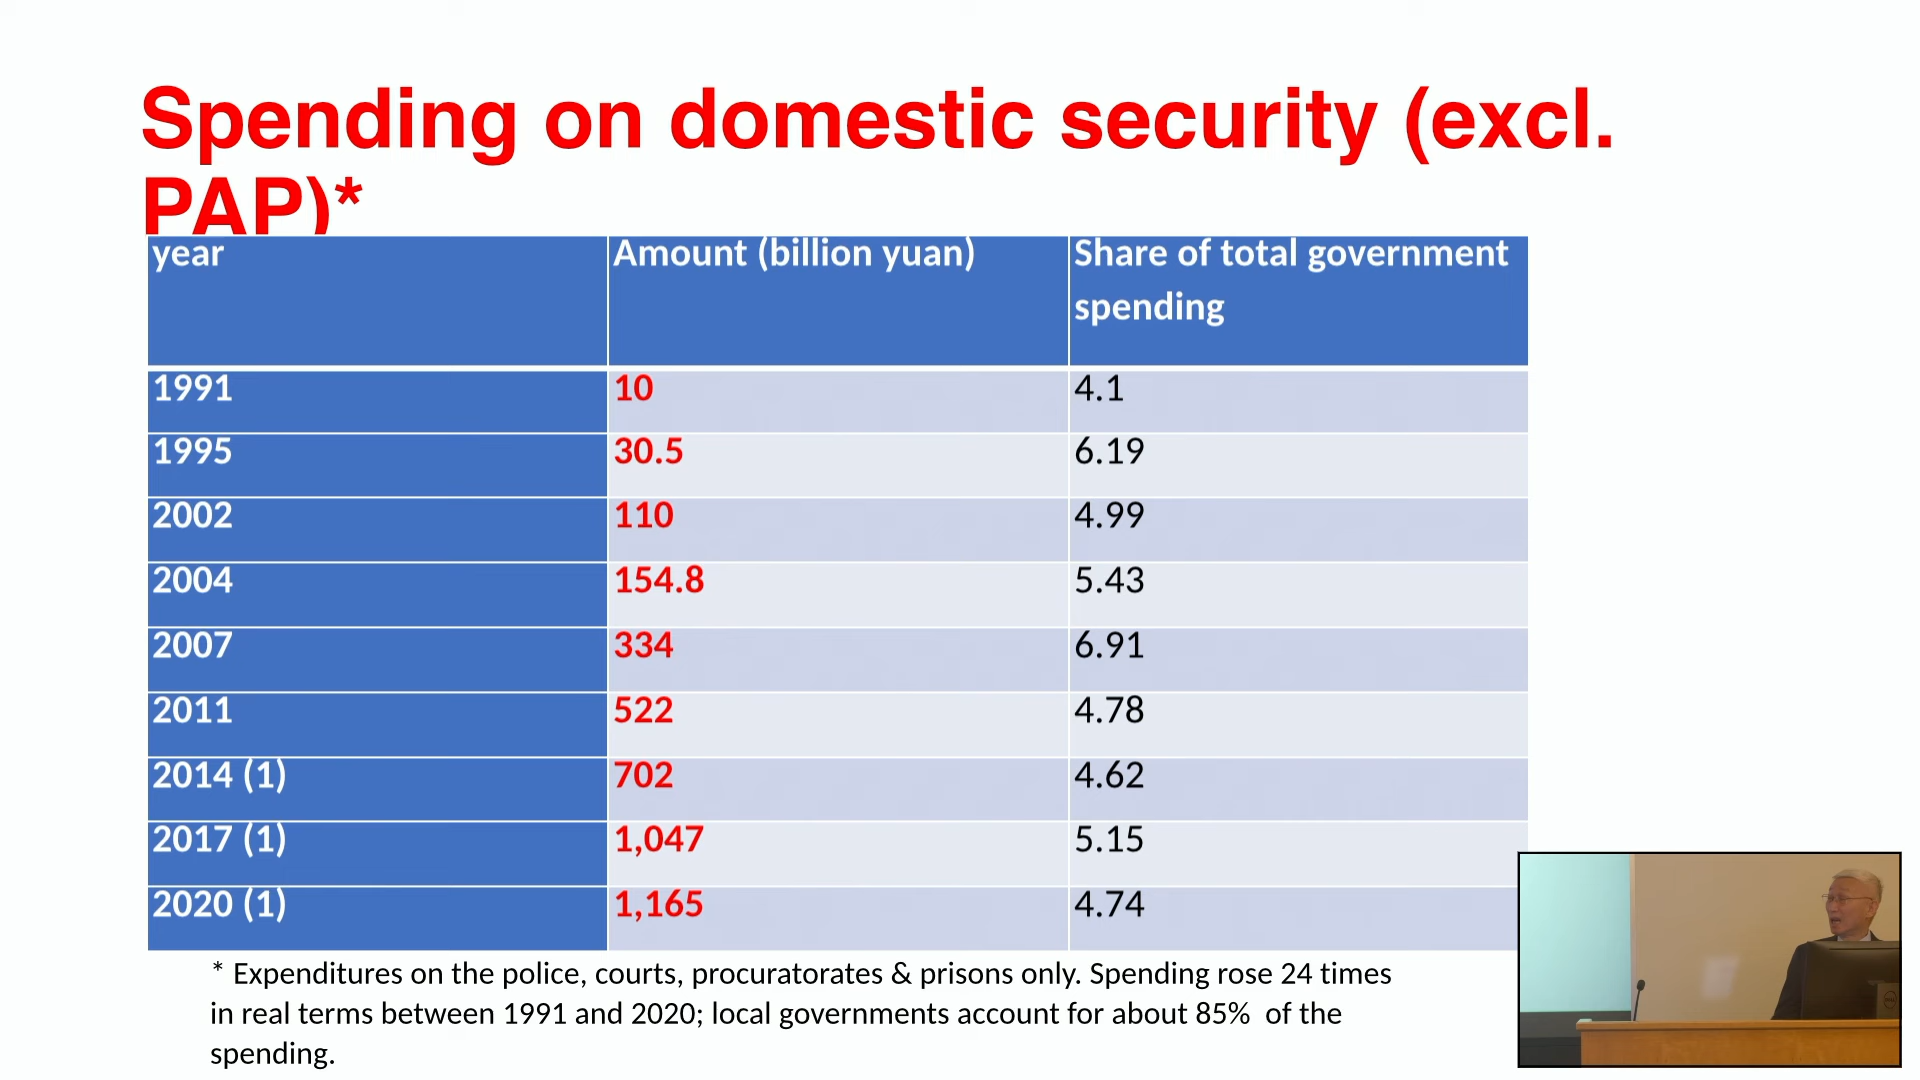 Spending on domestic security (excl.
PAP)*
year Amount (billion yuan) Share of total government
spending
1991 10 4.1
1995 30.5 6.19
2002 110 4.99
2004 154.8 5.43
2007 334 6.91
2011 522 4.78
2014 (1) 702 4.62
2017 (1) 1,047 5.15
2020 (1) 1,165 4.74
* Expenditures on the police, courts, procuratorates & prisons only. Spending rose 24 times
in real terms between 1991 and 2020; local governments account for about 85% of the
spending.